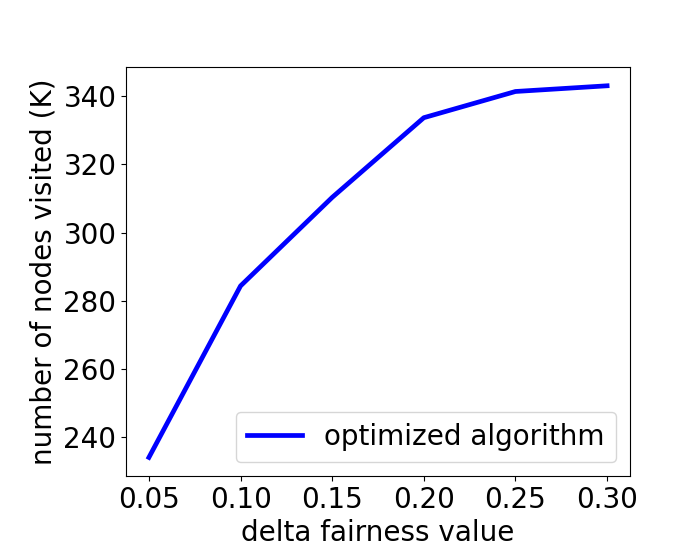 number of nodes visited (K)
340
320
300
280
260
240
optimized algorithm
0.05 0.10 0.15 0.20 0.25 0.30
delta fairness value